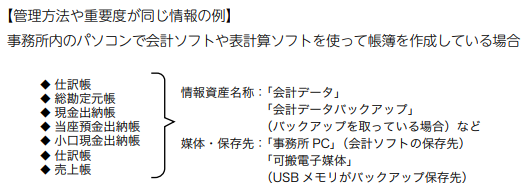 【管理方法や重要度が同じ情報の例】
事務所内のパソコンで会計ソフトや表計算ソフトを使って帳簿を作成している場合
◆ 仕訳帳
◆ 総勘定元帳
◆ 現金出納帳
◆ 当座預金出納帳
◆ 小口現金出納帳
◆ 仕訳帳
◆ 売上帳
情報資産名称：「会計データ」
「会計データバックアップ」
（バックアップを取っている場合）など
媒体・保存先：「事務所 PC」（会計ソフトの保存先）
「可搬電子媒体」
（USB メモリがバックアップ保存先）